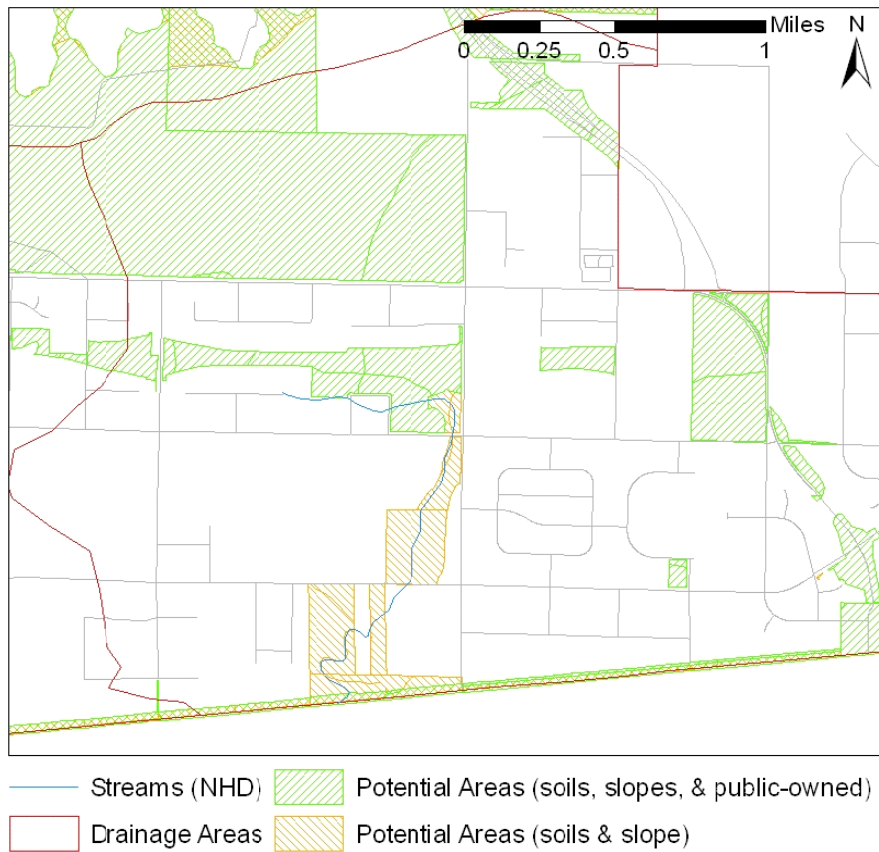 Miles N
0 0.25 0.5 1
Streams (NHD) Potential Areas (soils, slopes, & public-owned)
Drainage Areas Potential Areas (soils & slope)